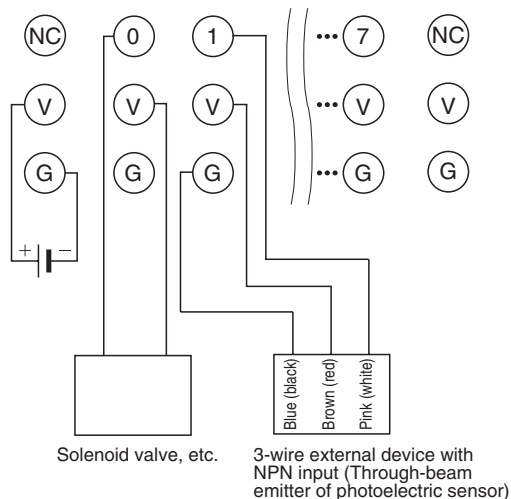 NC 0 1 ••• 7 NC
V V V ••• V V
G G G ••• G G
+ −
Blue (black)
Brown (red)
Pink (white)
Solenoid valve, etc.
3-wire external device with
NPN input (Through-beam
emitter of photoelectric sensor)